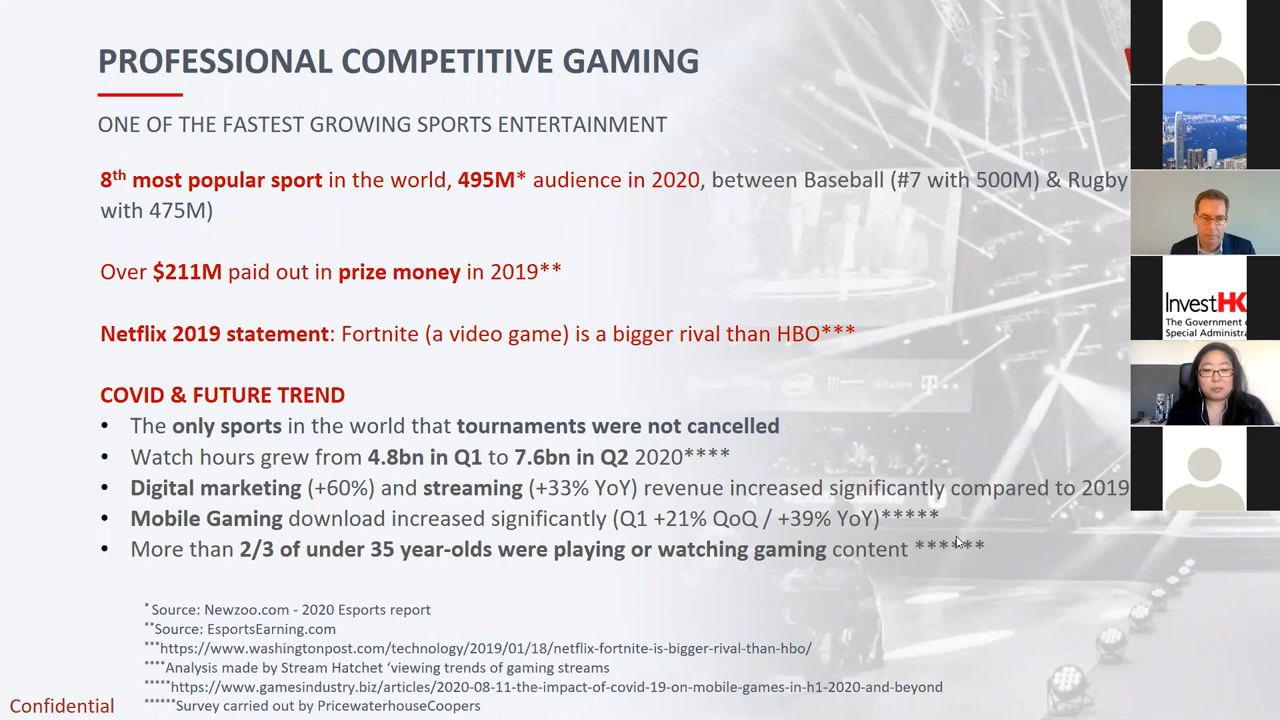 PROFESSIONAL COMPETITIVE GAMING
ONE OF THE FASTEST GROWING SPORTS ENTERTAINMENT
8th most popular sport in the world, 495M* audience in 2020, between Baseball (#7 with 500M) & Rugby
with 475M)
Over $211M paid out in prize money in 2019**
Netflix 2019 statement: Fortnite (a video game) is a bigger rival than HBO***
COVID & FUTURE TREND
• The only sports in the world that tournaments were not cancelled
• Watch hours grew from 4.8bn in Q1 to 7.6bn in Q2 2020****
• Digital marketing (+60%) and streaming (+33% YoY) revenue increased significantly compared to 2019
• Mobile Gaming download increased significantly (Q1 +21% QoQ / +39% YoY)*****
• More than 2/3 of under 35 year-olds were playing or watching gaming content ******
* Source: Newzoo.com - 2020 Esports report
**Source: EsportsEarning.com
***https://www.washingtonpost.com/technology/2019/01/18/netflix-fortnite-is-bigger-rival-than-hbo/
****Analysis made by Stream Hatchet ‘viewing trends of gaming streams
*****https://www.gamesindustry.biz/articles/2020-08-11-the-impact-of-covid-19-on-mobile-games-in-h1-2020-and-beyond
******Survey carried out by PricewaterhouseCoopers
Confidential
InvestHK
The Government
Special